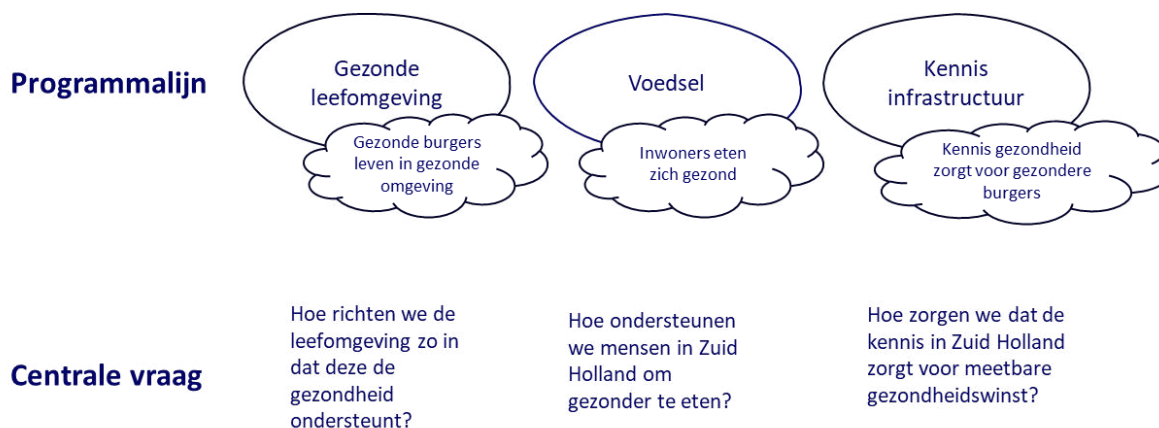 Programmalijn
Gezonde
leefomgeving
Gezonde burgers
leven in gezonde
omgeving
Voedsel
Inwoners eten
zich gezond
Kennis
infrastructuur
Kennis gezondheid
zorgt voor gezondere
burgers
Centrale vraag
Hoe richten we de
leefomgeving zo in
dat deze de
gezondheid
ondersteunt?
Hoe ondersteunen
we mensen in Zuid
Holland om
gezonder te eten?
Hoe zorgen we dat de
kennis in Zuid Holland
zorgt voor meetbare
gezondheidswinst?